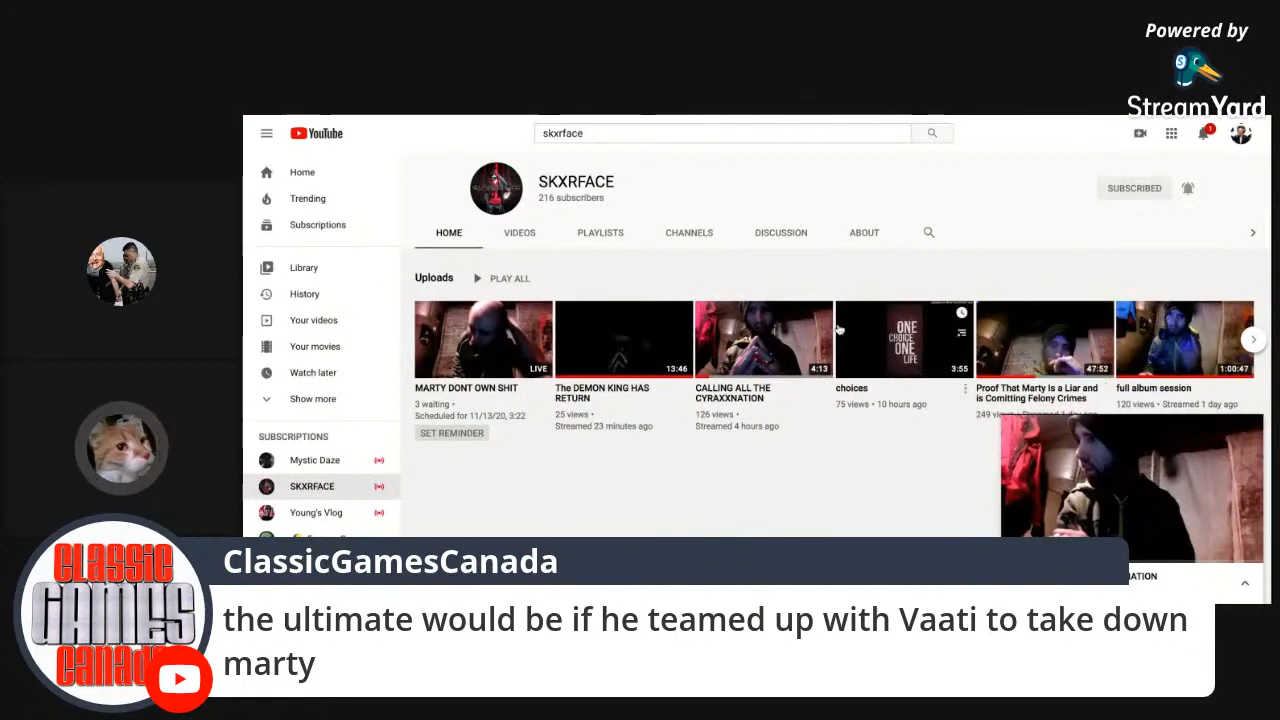 Powered by
StreamYard
YouTube
skxrface
1
Home
Trending
Subscriptions
Library
History
Your videos
Your movies
Watch later
Show more
SUBSCRIPTIONS
Mystic Daze
SKXRFACE
Young's Vlog
SKXRFACE
216 subscribers
SUBSCRIBED
HOME VIDEOS PLAYLISTS CHANNELS DISCUSSION ABOUT
Uploads PLAY ALL
LIVE
MARTY DONT OWN SHIT
3 waiting •
Scheduled for 11/13/20, 3:22
SET REMINDER
13:46
The DEMON KING HAS
RETURN
25 views •
Streamed 23 minutes ago
4:13
CALLING ALL THE
CYRAXXNATION
126 views •
Streamed 4 hours ago
ONE
CHOICE
ONE
LIFE
3:55
choices
75 views • 10 hours ago
47:52
Proof That Marty Is a Liar and
is Comitting Felony Crimes
249 views
1:00:47
full album session
120 views • Streamed 1 day ago
CLASSIC
GAMES
Canada
ClassicGamesCanada
the ultimate would be if he teamed up with Vaati to take down
marty